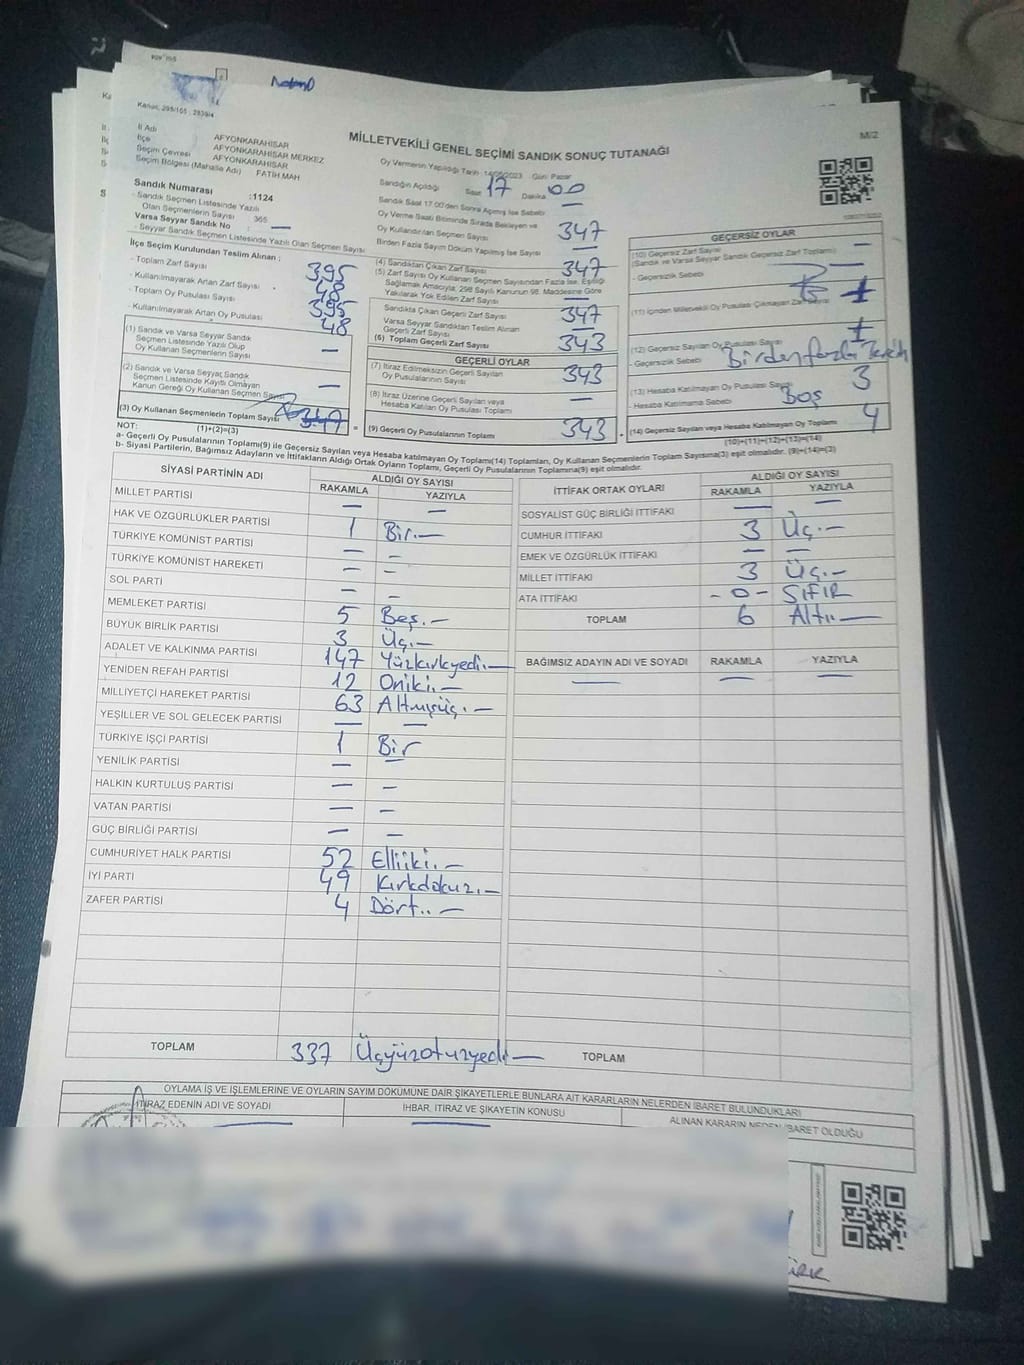 Kanun, 298/105 : 2839/4
M/2
MİLLETVEKİLİ GENEL SEÇİMİ SANDIK SONUÇ TUTANAĞI
İl Adı AFYONKARAHİSAR
İlçe AFYONKARAHİSAR MERKEZ
Seçim Çevresi AFYONKARAHİSAR
Seçim Bölgesi (Mahalle Adı) FATİH MAH
Sandık Numarası :1124
- Sandık Seçmen Listesinde Yazılı
Olan Seçmenlerin Sayısı 365
Varsa Seyyar Sandık No : —
- Seyyar Sandık Seçmen Listesinde Yazılı Olan Seçmen Sayısı
İlçe Seçim Kurulundan Teslim Alınan :
- Toplam Zarf Sayısı 395
- Kullanılmayarak Artan Zarf Sayısı 48
- Toplam Oy Pusulası Sayısı 395
- Kullanılmayarak Artan Oy Pusulası 48
(1) Sandık ve Varsa Seyyar Sandık
Seçmen Listesinde Yazılı Olup
Oy Kullanan Seçmenlerin Sayısı —
(2) Sandık ve Varsa Seyyar Sandık
Seçmen Listesinde Kayıtlı Olmayan
Kanun Gereği Oy Kullanan Seçmen Sayısı —
(3) Oy Kullanan Seçmenlerin Toplam Sayısı 347
Oy Vermenin Yapıldığı Tarih :14/05/2023 Gün: Pazar
Sandığın Açıldığı Saat 17 Dakika 00
Sandık Saat 17.00'den Sonra Açılmış İse Sebebi —
Oy Verme Saati Bitiminde Sırada Bekleyen ve
Oy Kullandırılan Seçmen Sayısı 347
Birden Fazla Sayım Döküm Yapılmış İse Sayısı —
(4) Sandıktan Çıkan Zarf Sayısı 347
(5) Zarf Sayısı Oy Kullanan Seçmen Sayısından Fazla İse, Eşitliği
Sağlamak Amacıyla; 298 Sayılı Kanunun 98. Maddesine Göre
Yakılarak Yok Edilen Zarf Sayısı —
Sandıkta Çıkan Geçerli Zarf Sayısı 347
Varsa Seyyar Sandıktan Teslim Alınan
Geçerli Zarf Sayısı —
(6) Toplam Geçerli Zarf Sayısı 343
GEÇERLİ OYLAR
(7) İtiraz Edilmeksizin Geçerli Sayılan
Oy Pusulalarının Sayısı 343
(8) İtiraz Üzerine Geçerli Sayılan veya
Hesaba Katılan Oy Pusulası Toplamı —
(9) Geçerli Oy Pusulalarının Toplamı 343
GEÇERSİZ OYLAR
(10) Geçersiz Zarf Sayısı
(Sandık ve Varsa Seyyar Sandık Geçersiz Zarf Toplamı) —
- Geçersizlik Sebebi —
(11) İçinden Milletvekili Oy Pusulası Çıkmayan Zarf Sayısı
(12) Geçersiz Sayılan Oy Pusulası Sayısı 1
- Geçersizlik Sebebi Birden fazla Tercih
(13) Hesaba Katılmayan Oy Pusulası Sayısı 3
- Hesaba Katılmama Sebebi Boş
(14) Geçersiz Sayılan veya Hesaba Katılmayan Oy Toplamı 4
NOT: (1)+(2)=(3) (10)+(11)+(12)+(13)=(14)
a- Geçerli Oy Pusulalarının Toplamı(9) ile Geçersiz Sayılan veya Hesaba katılmayan Oy Toplamı(14) Toplamları, Oy Kullanan Seçmenlerin Toplam Sayısına(3) eşit olmalıdır. (9)+(14)=(3)
b- Siyasi Partilerin, Bağımsız Adayların ve İttifakların Aldığı Ortak Oyların Toplamı, Geçerli Oy Pusulalarının Toplamına(9) eşit olmalıdır.
SİYASİ PARTİNİN ADI ALDIĞI OY SAYISI
RAKAMLA YAZIYLA
MİLLET PARTİSİ — —
HAK VE ÖZGÜRLÜKLER PARTİSİ 1 Bir.—
TÜRKİYE KOMÜNİST PARTİSİ — —
TÜRKİYE KOMÜNİST HAREKETİ — —
SOL PARTİ — —
MEMLEKET PARTİSİ 5 Beş.—
BÜYÜK BİRLİK PARTİSİ 3 Üç.—
ADALET VE KALKINMA PARTİSİ 147 Yüzkırkyedi.—
YENİDEN REFAH PARTİSİ 12 Oniki.—
MİLLİYETÇİ HAREKET PARTİSİ 63 Altmışüç.—
YEŞİLLER VE SOL GELECEK PARTİSİ — —
TÜRKİYE İŞÇİ PARTİSİ 1 Bir
YENİLİK PARTİSİ — —
HALKIN KURTULUŞ PARTİSİ — —
VATAN PARTİSİ — —
GÜÇ BİRLİĞİ PARTİSİ — —
CUMHURİYET HALK PARTİSİ 52 Elliiki.—
İYİ PARTİ 49 Kırkdokuz.—
ZAFER PARTİSİ 4 Dört..—
TOPLAM 337 Üçyüzotuzyedi—
İTTİFAK ORTAK OYLARI ALDIĞI OY SAYISI
RAKAMLA YAZIYLA
SOSYALİST GÜÇ BİRLİĞİ İTTİFAKI — —
CUMHUR İTTİFAKI 3 Üç.—
EMEK VE ÖZGÜRLÜK İTTİFAKI — —
MİLLET İTTİFAKI 3 Üç.—
ATA İTTİFAKI -0- SIFIR
TOPLAM 6 Altı.—
BAĞIMSIZ ADAYIN ADI VE SOYADI RAKAMLA YAZIYLA
— — —
TOPLAM
OYLAMA İŞ VE İŞLEMLERİNE VE OYLARIN SAYIM DÖKÜMÜNE DAİR ŞİKAYETLERLE BUNLARA AİT KARARLARIN NELERDEN İBARET BULUNDUKLARI
İTİRAZ EDENİN ADI VE SOYADI İHBAR, İTİRAZ VE ŞİKAYETİN KONUSU ALINAN KARARIN NEDEN İBARET OLDUĞU